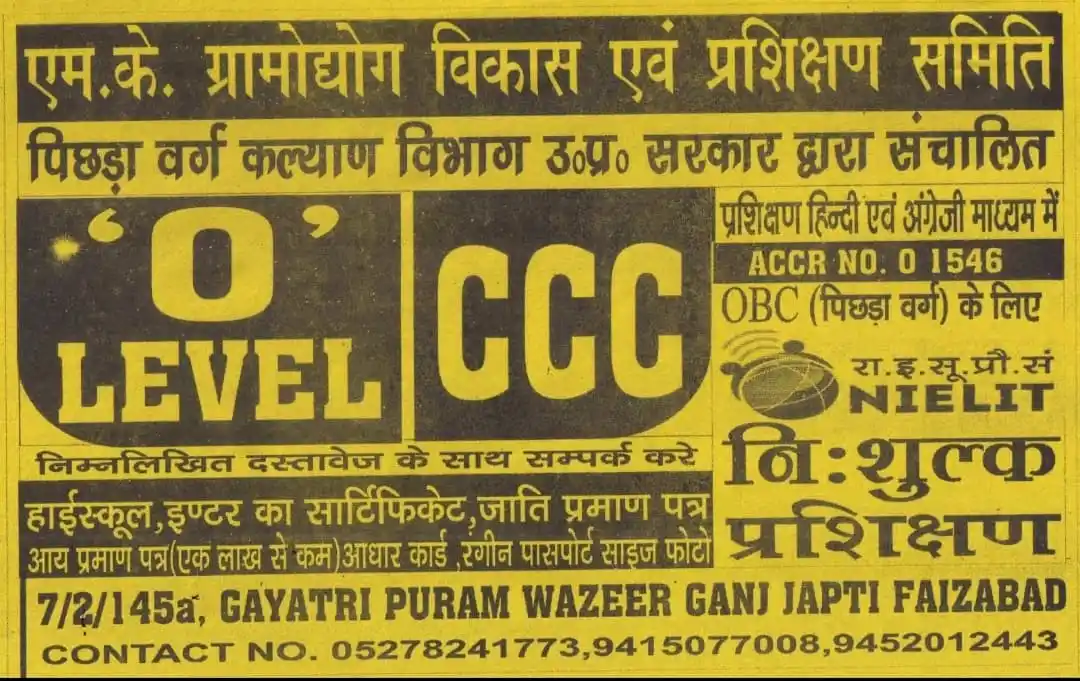 एम.के. ग्रामोद्योग विकास एवं प्रशिक्षण समिति
पिछड़ा वर्ग कल्याण विभाग उ०प्र० सरकार द्वारा संचालित
‘O’
LEVEL
CCC
प्रशिक्षण हिन्दी एवं अंग्रेजी माध्यम में
ACCR NO. O 1546
OBC (पिछड़ा वर्ग) के लिए
रा.इ.सू.प्रौ.सं
NIELIT
निःशुल्क
प्रशिक्षण
निम्नलिखित दस्तावेज के साथ सम्पर्क करे
हाईस्कूल,इण्टर का सार्टिफिकेट,जाति प्रमाण पत्र
आय प्रमाण पत्र(एक लाख से कम)आधार कार्ड ,रंगीन पासपोर्ट साइज फोटो
7/2/145a, GAYATRI PURAM WAZEER GANJ JAPTI FAIZABAD
CONTACT NO. 05278241773,9415077008,9452012443